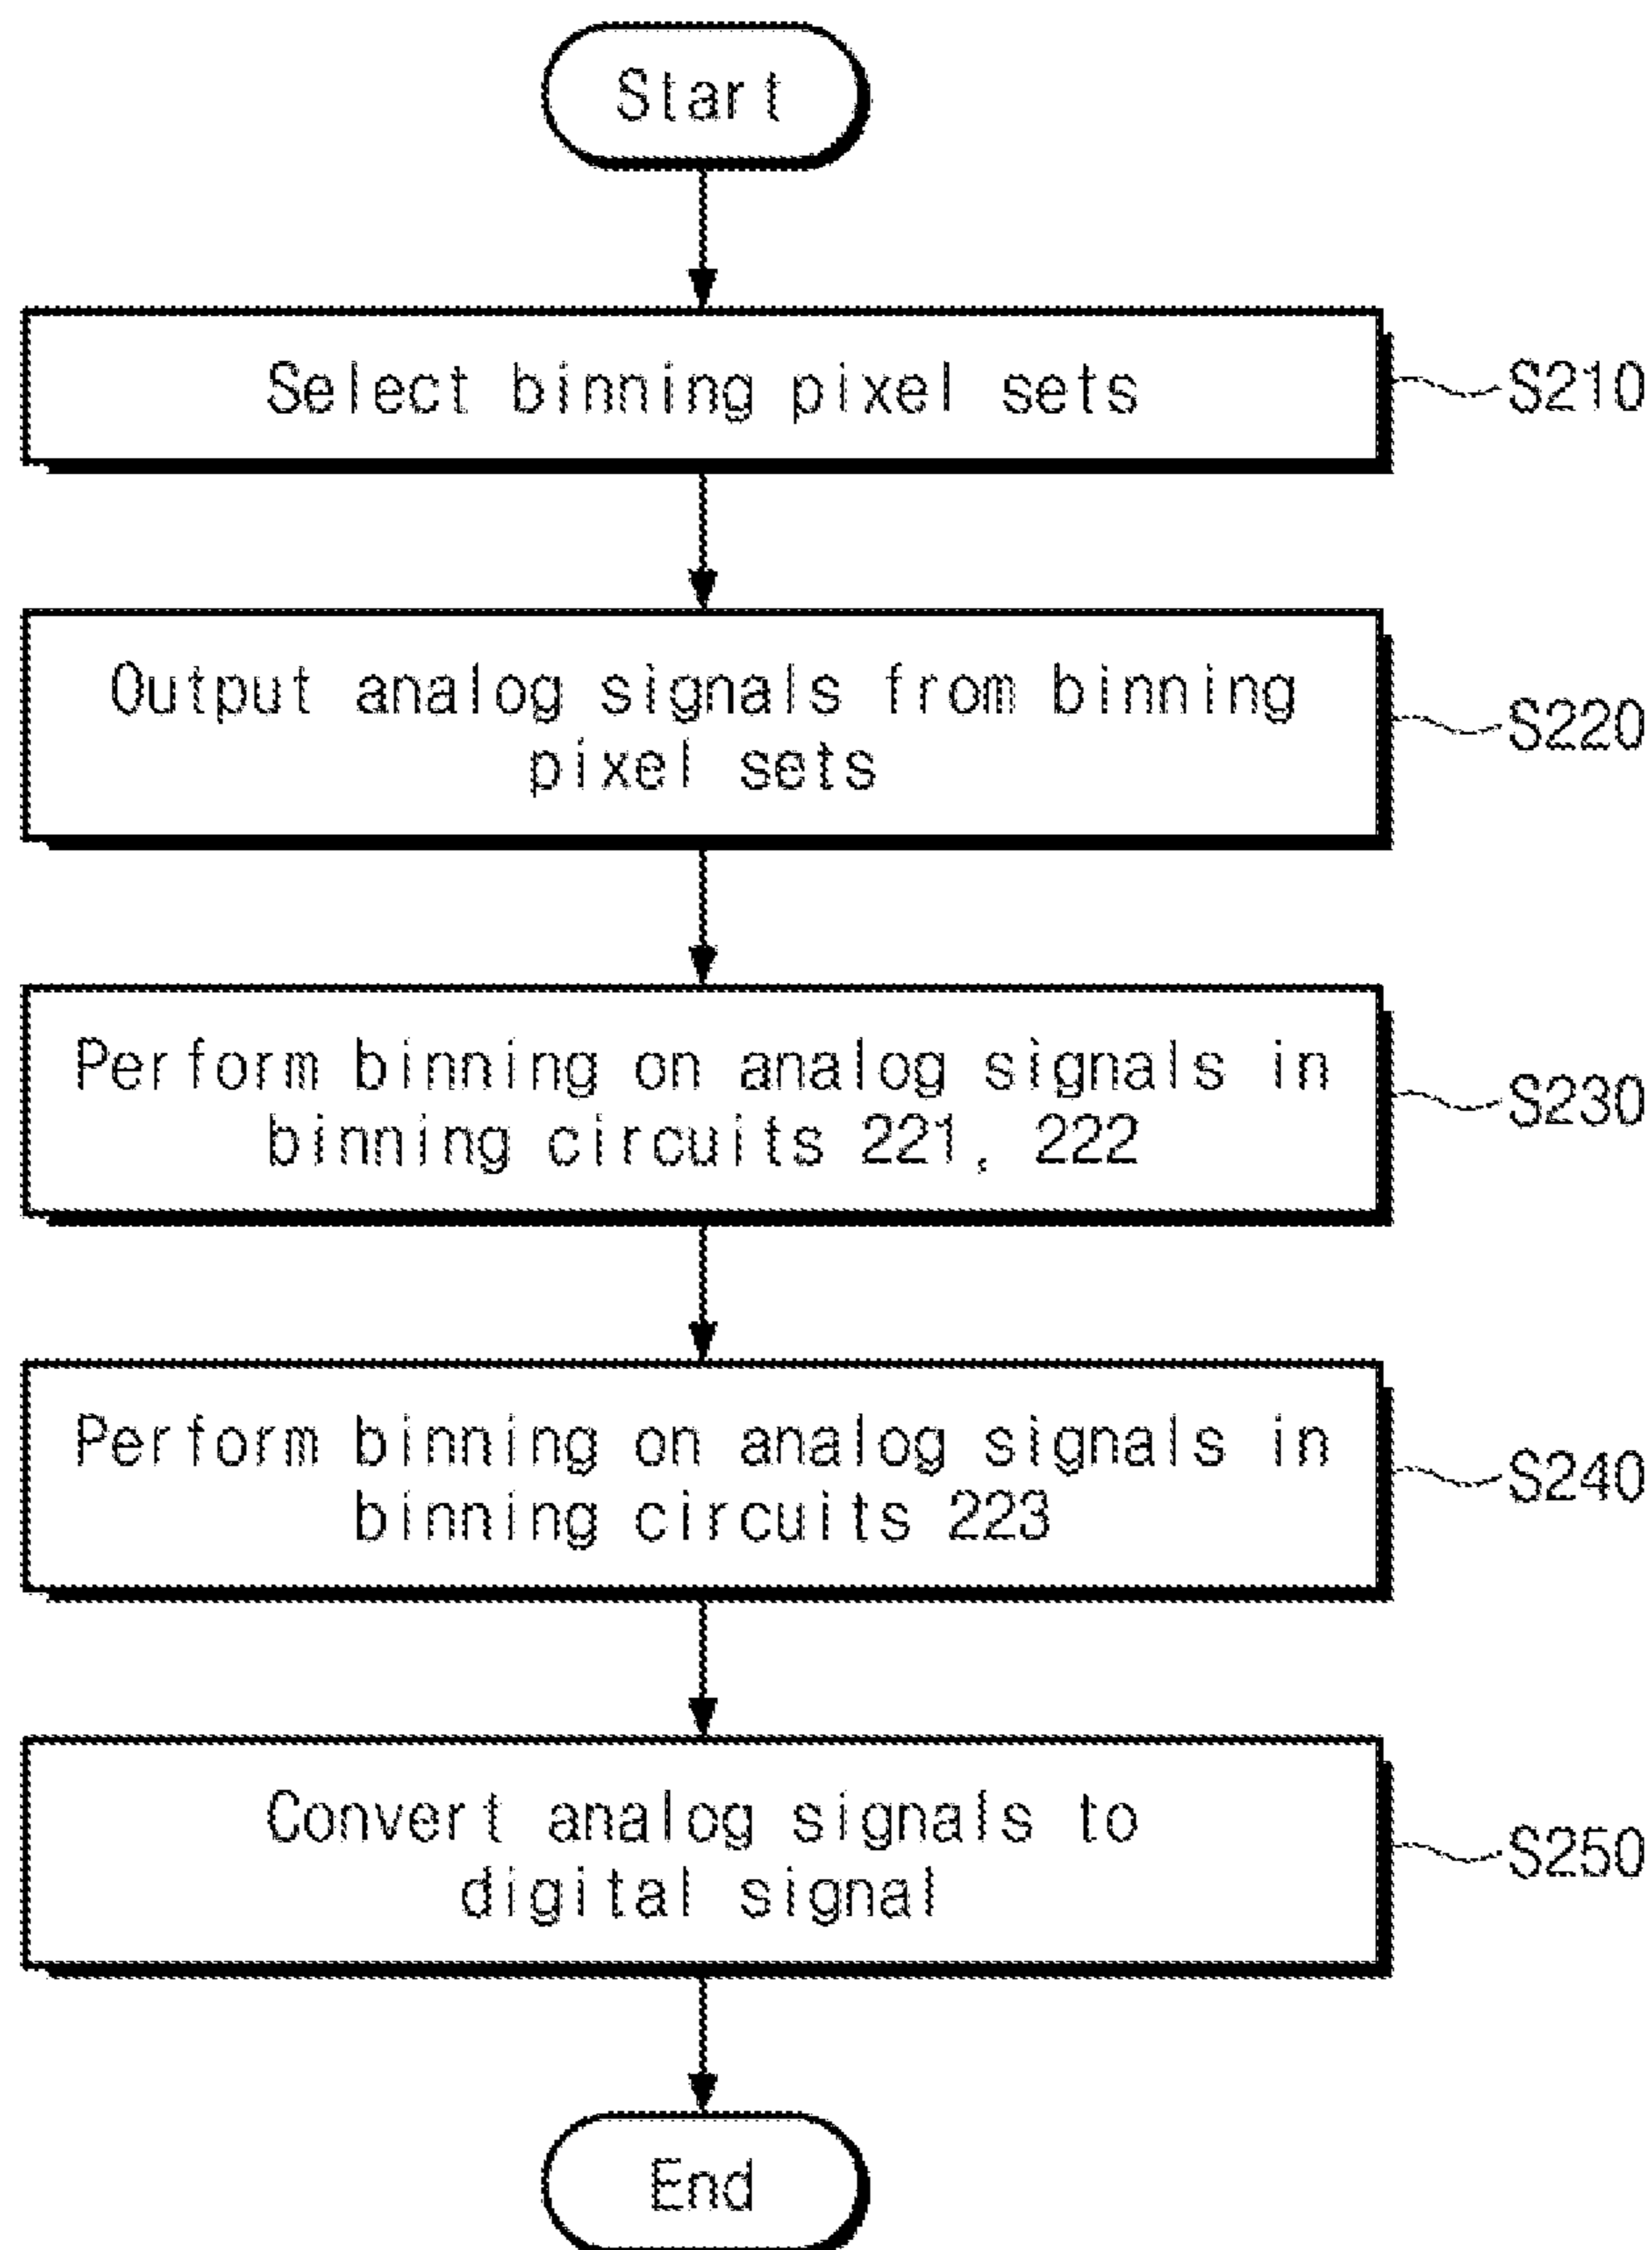 Start
Select binning pixel sets
S210
Output analog signals from binning
pixel sets
S220
Perform binning on analog signals in
binning circuits 221, 222
S230
Perform binning on analog signals in
binning circuits 223
S240
Convert analog signals to
digital signal
S250
End